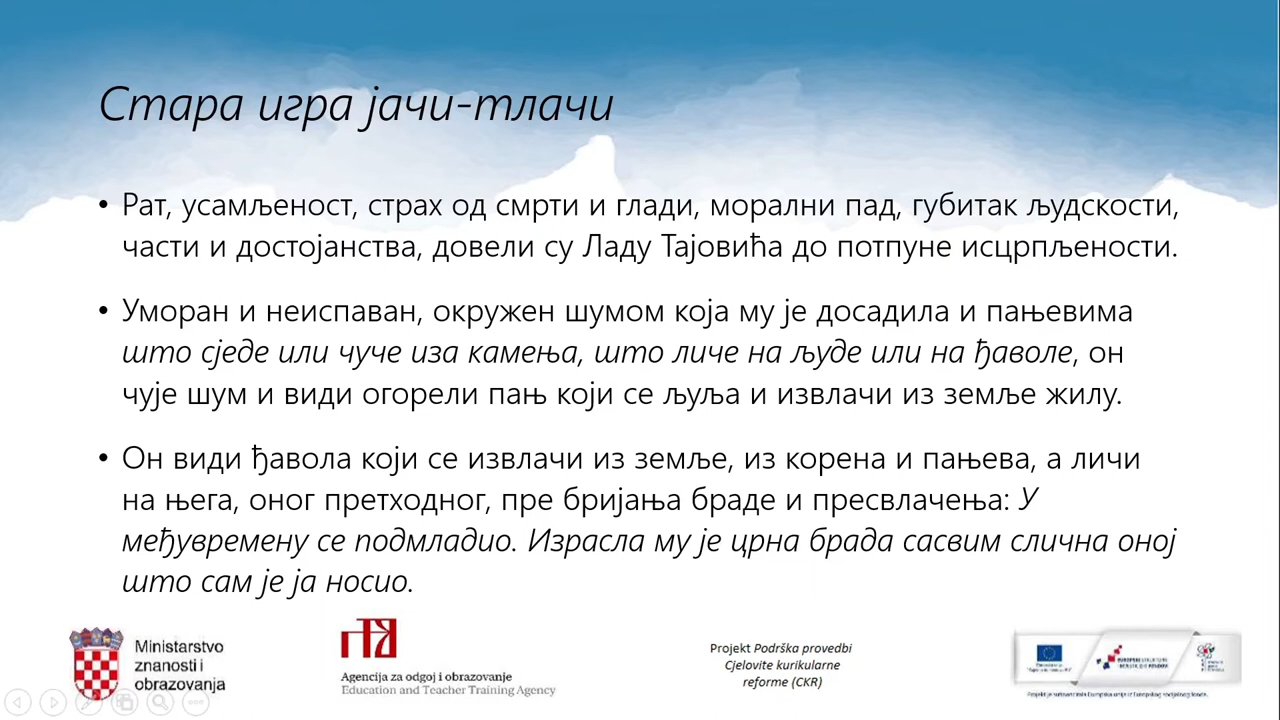 Стара игра јачи-тлачи
• Рат, усамљеност, страх од смрти и глади, морални пад, губитак људскости,
части и достојанства, довели су Ладу Тајовића до потпуне исцрпљености.
• Уморан и неиспаван, окружен шумом која му је досадила и пањевима
што сједе или чуче иза камења, што личе на људе или на ђаволе, он
чује шум и види огорели пањ који се љуља и извлачи из земље жилу.
• Он види ђавола који се извлачи из земље, из корена и пањева, а личи
на њега, оног претходног, пре бријања браде и пресвлачења: У
међувремену се подмладио. Израсла му је црна брада сасвим слична оној
што сам је ја носио.
Ministarstvo
znanosti i
obrazovanja
Agencija za odgoj i obrazovanje
Education and Teacher Training Agency
Projekt Podrška provedbi
Cjelovite kurikularne
reforme (CKR)